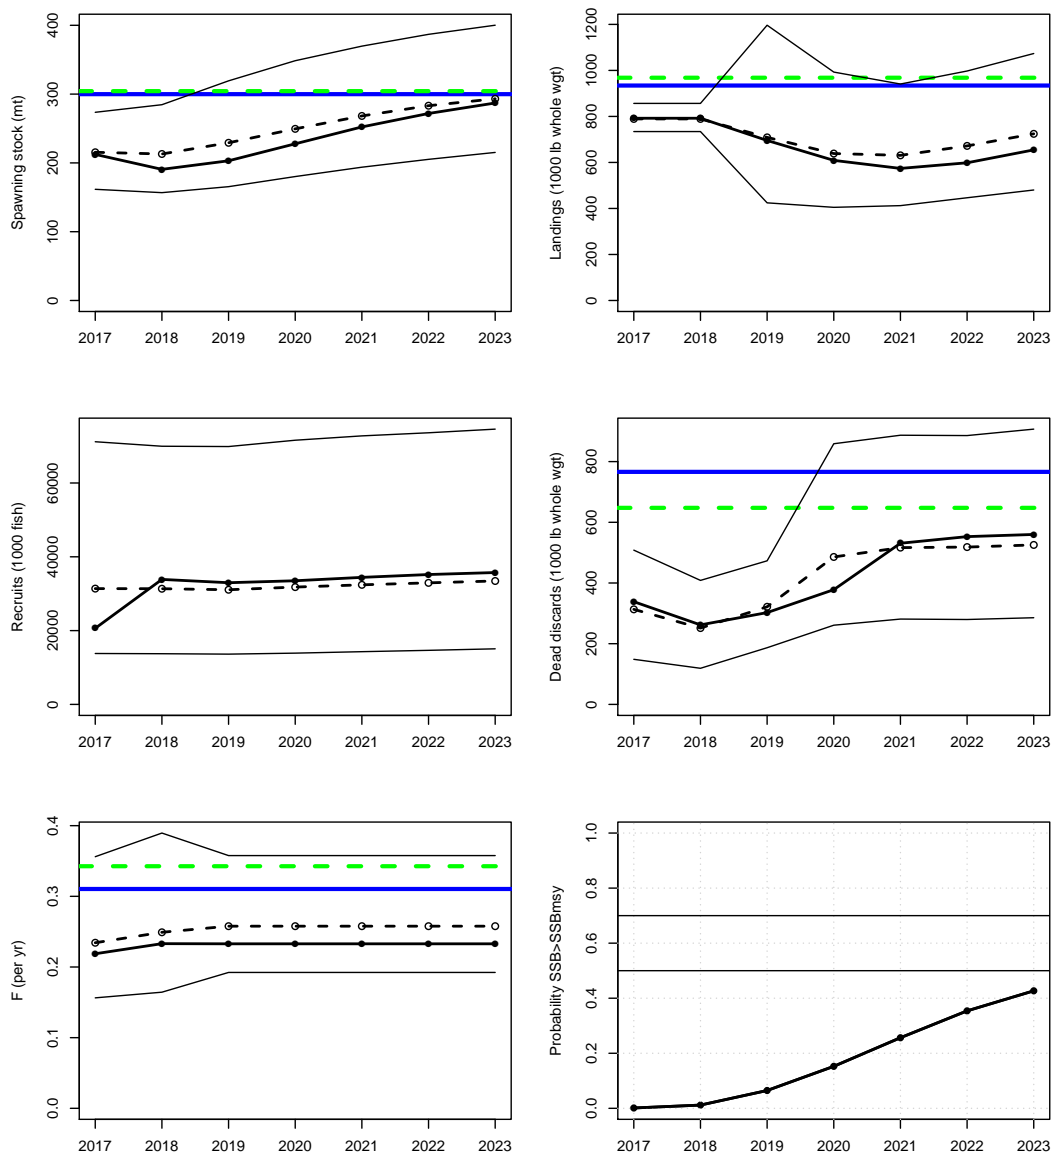 Spawning stock (mt)
400
300
200
100
0
2017 2018 2019 2020 2021 2022 2023
Landings (1000 lb whole wgt)
1200
1000
800
600
400
200
0
2017 2018 2019 2020 2021 2022 2023
Recruits (1000 fish)
60000
40000
20000
0
2017 2018 2019 2020 2021 2022 2023
Dead discards (1000 lb whole wgt)
800
600
400
200
0
2017 2018 2019 2020 2021 2022 2023
F (per yr)
0.4
0.3
0.2
0.1
0.0
2017 2018 2019 2020 2021 2022 2023
Probability SSB>SSBmsy
1.0
0.8
0.6
0.4
0.2
0.0
2017 2018 2019 2020 2021 2022 2023